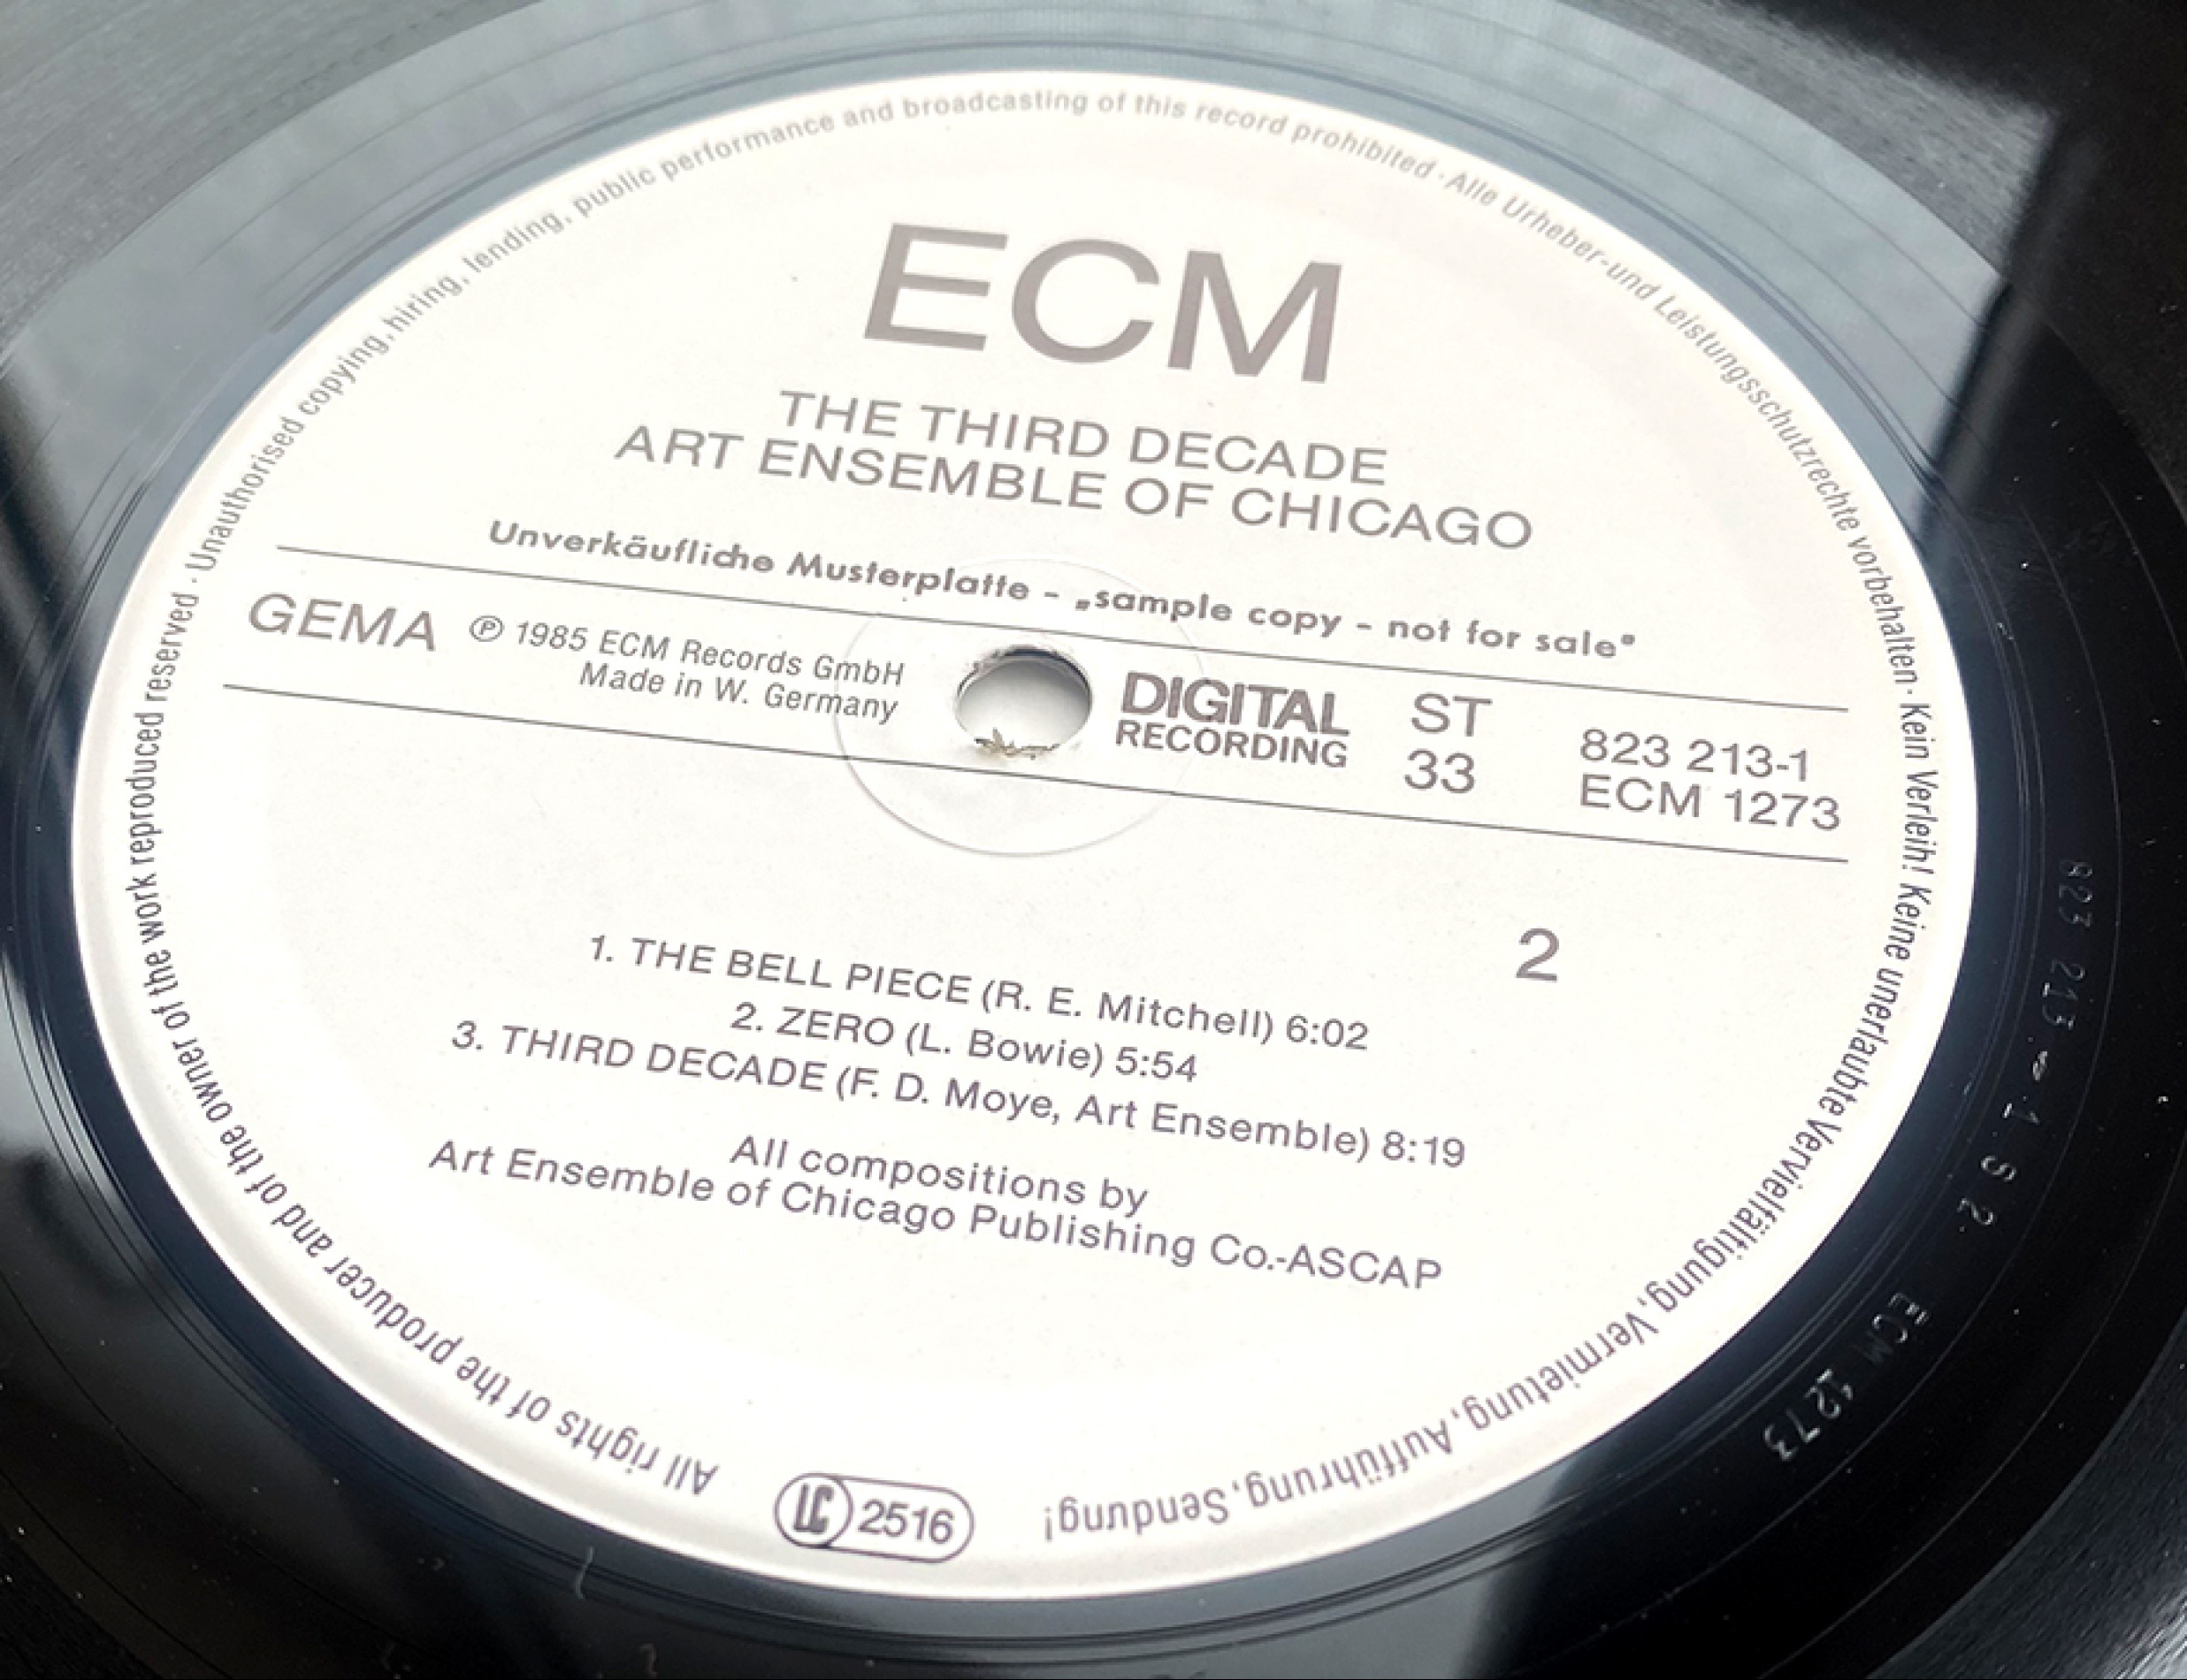 All rights of the producer and of the owner of the work reproduced reserved · Unauthorised copying, hiring, lending, public performance and broadcasting of this record prohibited · Alle Urheber-und Leistungsschutzrechte vorbehalten · Kein Verleih! Keine unerlaubte Vervielfältigung, Vermietung, Aufführung, Sendung!
ECM
THE THIRD DECADE
ART ENSEMBLE OF CHICAGO
Unverkäufliche Musterplatte - „sample copy - not for sale"
GEMA
℗ 1985 ECM Records GmbH
Made in W. Germany
DIGITAL
RECORDING
ST
33
823 213-1
ECM 1273
2
1. THE BELL PIECE (R. E. Mitchell) 6:02
2. ZERO (L. Bowie) 5:54
3. THIRD DECADE (F. D. Moye, Art Ensemble) 8:19
All compositions by
Art Ensemble of Chicago Publishing Co.-ASCAP
LC 2516
823 213-1 S 2 ECM 1273